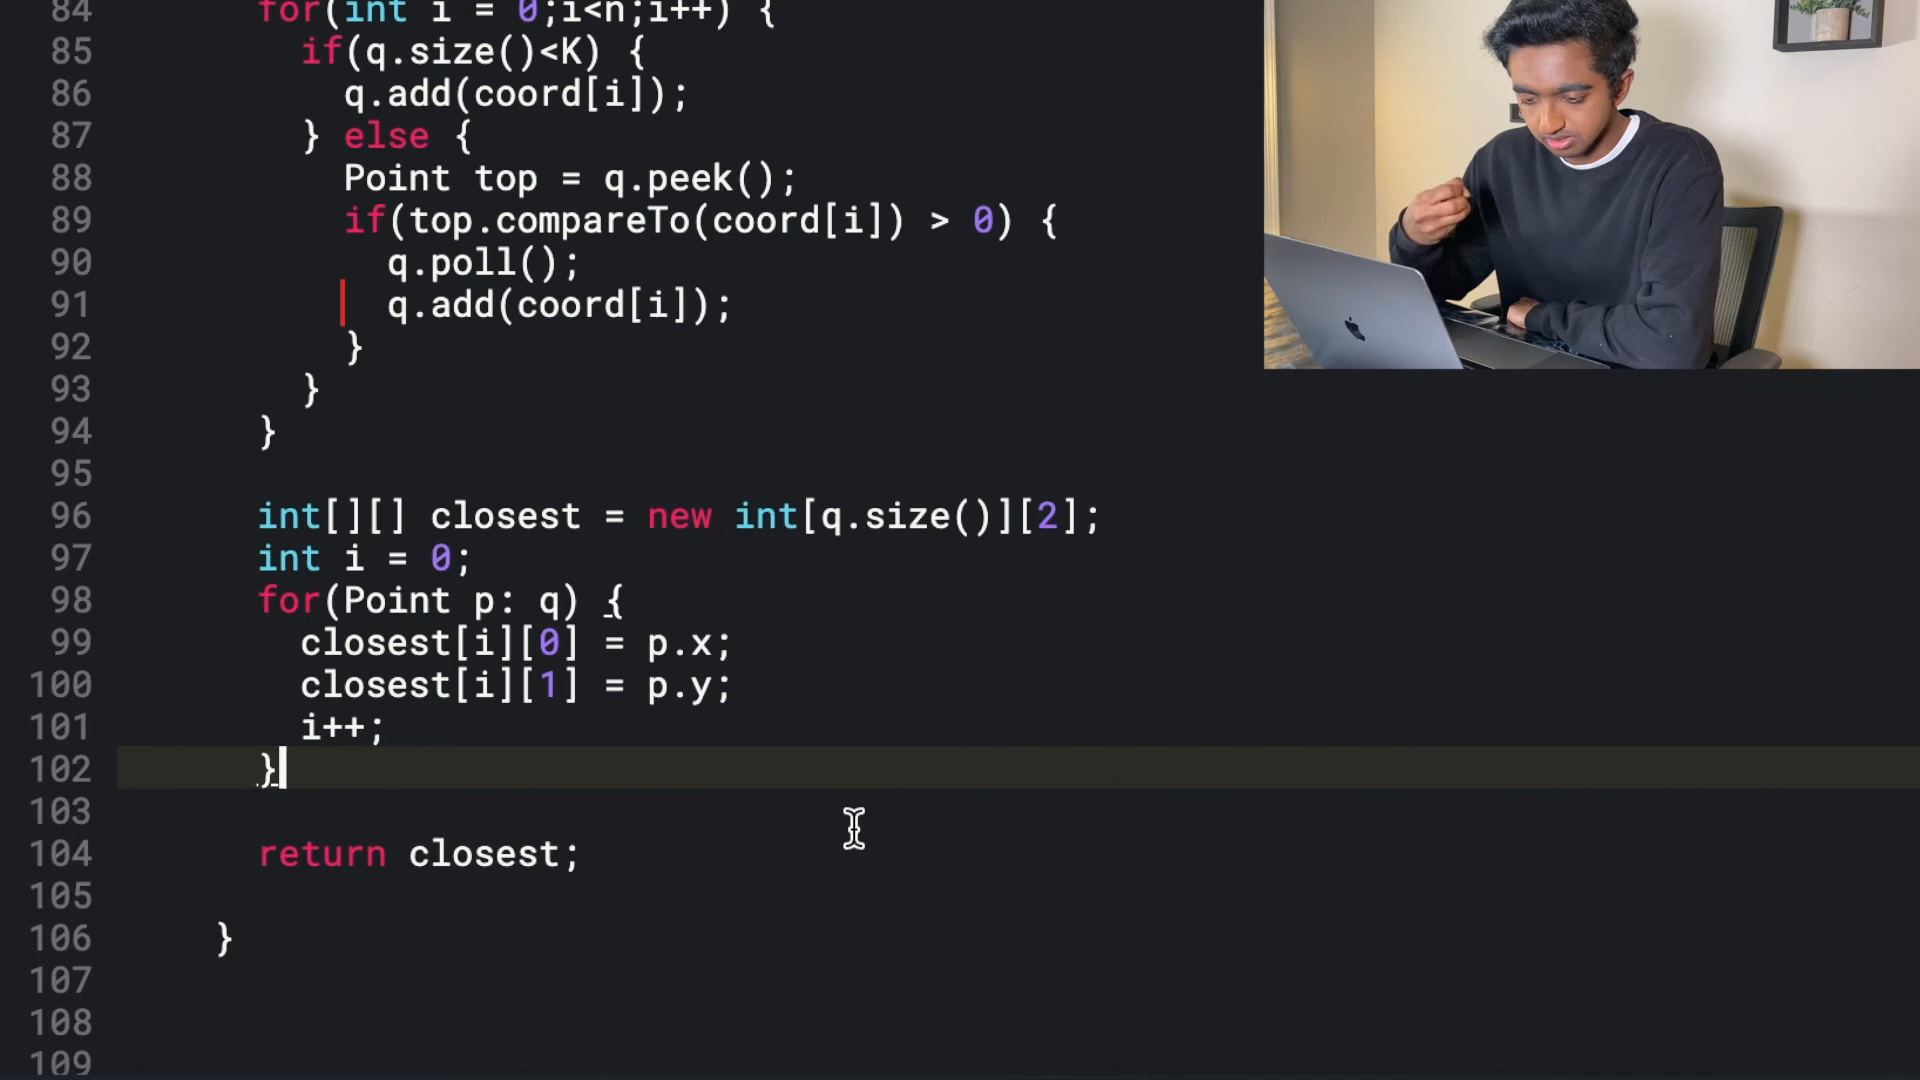 84 for(int i = 0;i<n;i++) {
85 if(q.size()<K) {
86 q.add(coord[i]);
87 } else {
88 Point top = q.peek();
89 if(top.compareTo(coord[i]) > 0) {
90 q.poll();
91 q.add(coord[i]);
92 }
93 }
94 }
95
96 int[][] closest = new int[q.size()][2];
97 int i = 0;
98 for(Point p: q) {
99 closest[i][0] = p.x;
100 closest[i][1] = p.y;
101 i++;
102 }
103
104 return closest;
105
106 }
107
108
109